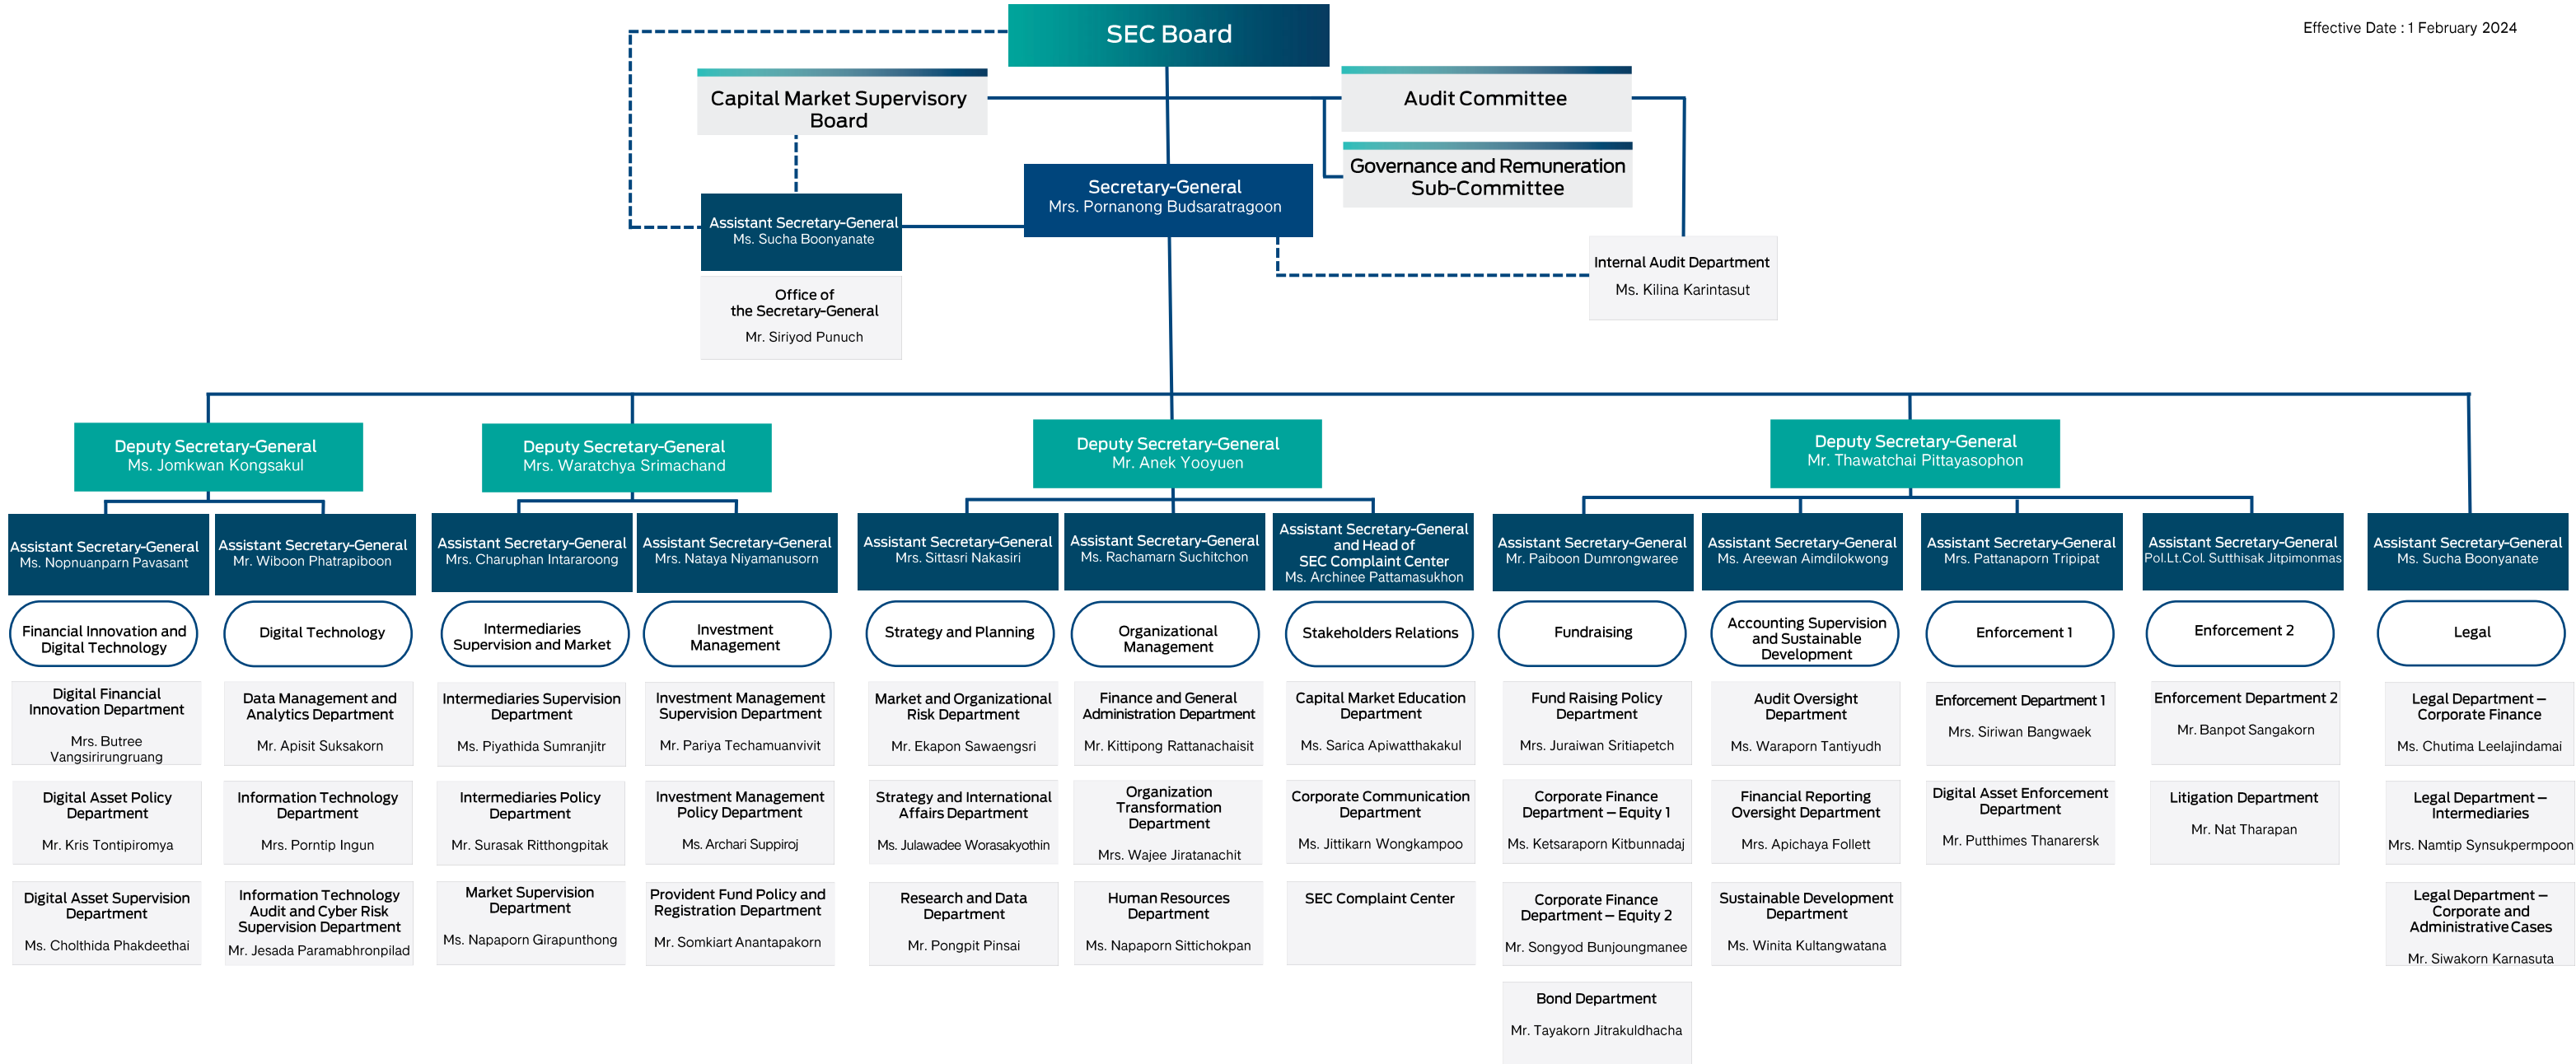 SEC Board
Effective Date : 1 February 2024
Capital Market Supervisory
Board
Audit Committee
Governance and Remuneration
Sub-Committee
Secretary-General
Mrs. Pornanong Budsaratragoon
Assistant Secretary-General
Ms. Sucha Boonyanate
Office of
the Secretary-General
Mr. Siriyod Punuch
Internal Audit Department
Ms. Kilina Karintasut
Deputy Secretary-General
Ms. Jomkwan Kongsakul
Deputy Secretary-General
Mrs. Waratchya Srimachand
Deputy Secretary-General
Mr. Anek Yooyuen
Deputy Secretary-General
Mr. Thawatchai Pittayasophon
Assistant Secretary-General
Ms. Nopnuanparn Pavasant
Financial Innovation and
Digital Technology
Digital Financial
Innovation Department
Mrs. Butree
Vangsirirungruang
Digital Asset Policy
Department
Mr. Kris Tontipiromya
Digital Asset Supervision
Department
Ms. Cholthida Phakdeethai
Assistant Secretary-General
Mr. Wiboon Phatrapiboon
Digital Technology
Data Management and
Analytics Department
Mr. Apisit Suksakorn
Information Technology
Department
Mrs. Porntip Ingun
Information Technology
Audit and Cyber Risk
Supervision Department
Mr. Jesada Paramabhronpilad
Assistant Secretary-General
Mrs. Charuphan Intararoong
Intermediaries
Supervision and Market
Intermediaries Supervision
Department
Ms. Piyathida Sumranjitr
Intermediaries Policy
Department
Mr. Surasak Ritthongpitak
Market Supervision
Department
Ms. Napaporn Girapunthong
Assistant Secretary-General
Mrs. Nataya Niyamanusorn
Investment
Management
Investment Management
Supervision Department
Mr. Pariya Techamuanvivit
Investment Management
Policy Department
Ms. Archari Suppiroj
Provident Fund Policy and
Registration Department
Mr. Somkiart Anantapakorn
Assistant Secretary-General
Mrs. Sittasri Nakasiri
Strategy and Planning
Market and Organizational
Risk Department
Mr. Ekapon Sawaengsri
Strategy and International
Affairs Department
Ms. Julawadee Worasakyothin
Research and Data
Department
Mr. Pongpit Pinsai
Assistant Secretary-General
Ms. Rachamarn Suchitchon
Organizational
Management
Finance and General
Administration Department
Mr. Kittipong Rattanachaisit
Organization
Transformation
Department
Mrs. Wajee Jiratanachit
Human Resources
Department
Ms. Napaporn Sittichokpan
Assistant Secretary-General
and Head of
SEC Complaint Center
Ms. Archinee Pattamasukhon
Stakeholders Relations
Capital Market Education
Department
Ms. Sarica Apiwatthakakul
Corporate Communication
Department
Ms. Jittikarn Wongkampoo
SEC Complaint Center
Assistant Secretary-General
Mr. Paiboon Dumrongwaree
Fundraising
Fund Raising Policy
Department
Mrs. Juraiwan Sritiapetch
Corporate Finance
Department – Equity 1
Ms. Ketsaraporn Kitbunnadaj
Corporate Finance
Department – Equity 2
Mr. Songyod Bunjoungmanee
Bond Department
Mr. Tayakorn Jitrakuldhacha
Assistant Secretary-General
Ms. Areewan Aimdilokwong
Accounting Supervision
and Sustainable
Development
Audit Oversight
Department
Ms. Waraporn Tantiyudh
Financial Reporting
Oversight Department
Mrs. Apichaya Follett
Sustainable Development
Department
Ms. Winita Kultangwatana
Assistant Secretary-General
Mrs. Pattanaporn Tripipat
Enforcement 1
Enforcement Department 1
Mrs. Siriwan Bangwaek
Digital Asset Enforcement
Department
Mr. Putthimes Thanarersk
Assistant Secretary-General
Pol.Lt.Col. Sutthisak Jitpimonmas
Enforcement 2
Enforcement Department 2
Mr. Banpot Sangakorn
Litigation Department
Mr. Nat Tharapan
Assistant Secretary-General
Ms. Sucha Boonyanate
Legal
Legal Department –
Corporate Finance
Ms. Chutima Leelajindamai
Legal Department –
Intermediaries
Mrs. Namtip Synsukpermpoon
Legal Department –
Corporate and
Administrative Cases
Mr. Siwakorn Karnasuta